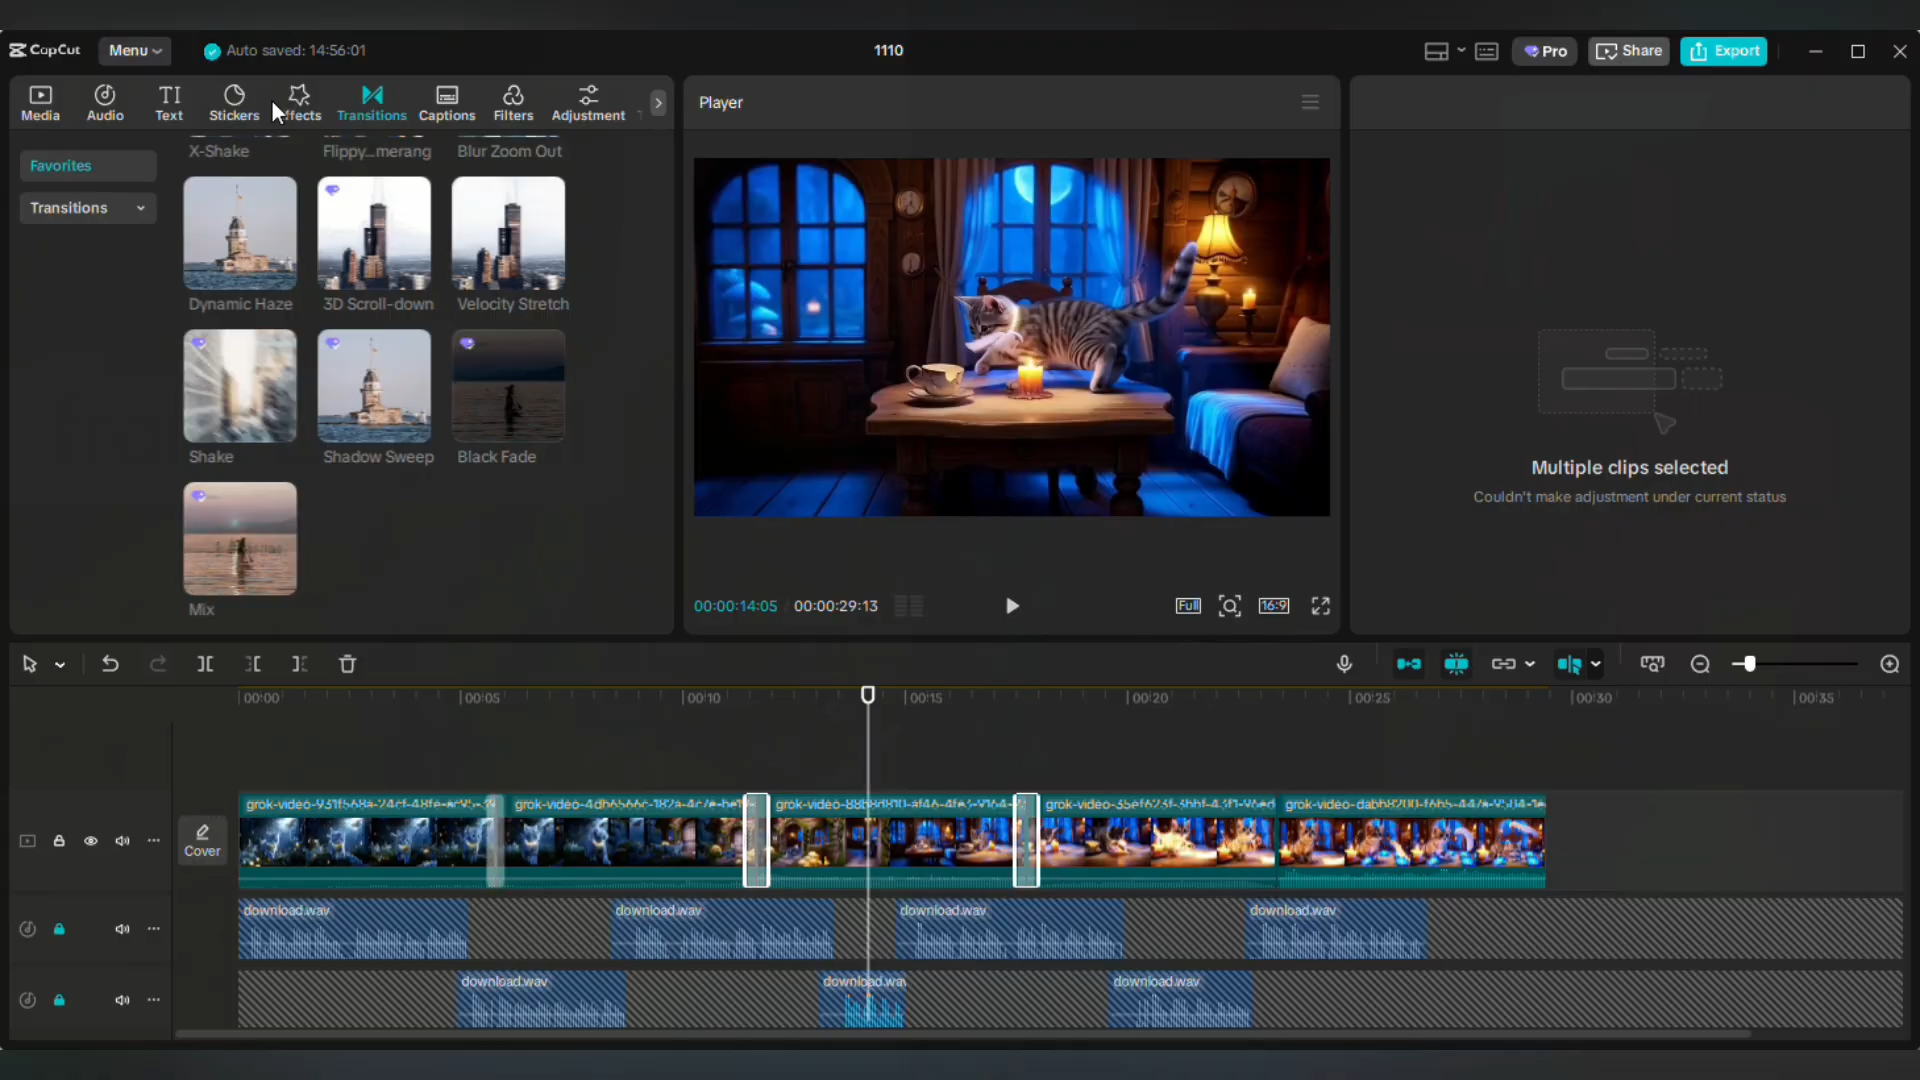 CapCut
Menu
Auto saved: 14:56:01
1110
Pro
Share
Export
Media
Audio
Text
Stickers
ffects
Transitions
Captions
Filters
Adjustment
Favorites
Transitions
X-Shake
Flippy...merang
Blur Zoom Out
Dynamic Haze
3D Scroll-down
Velocity Stretch
Shake
Shadow Sweep
Black Fade
Mix
Player
00:00:14:05
00:00:29:13
Full
16:9
Multiple clips selected
Couldn't make adjustment under current status
00:00
00:05
00:10
00:15
00:20
00:25
00:30
00:35
Cover
download.wav
download.wav
download.wav
download.wav
download.wav
download.wav
download.wav